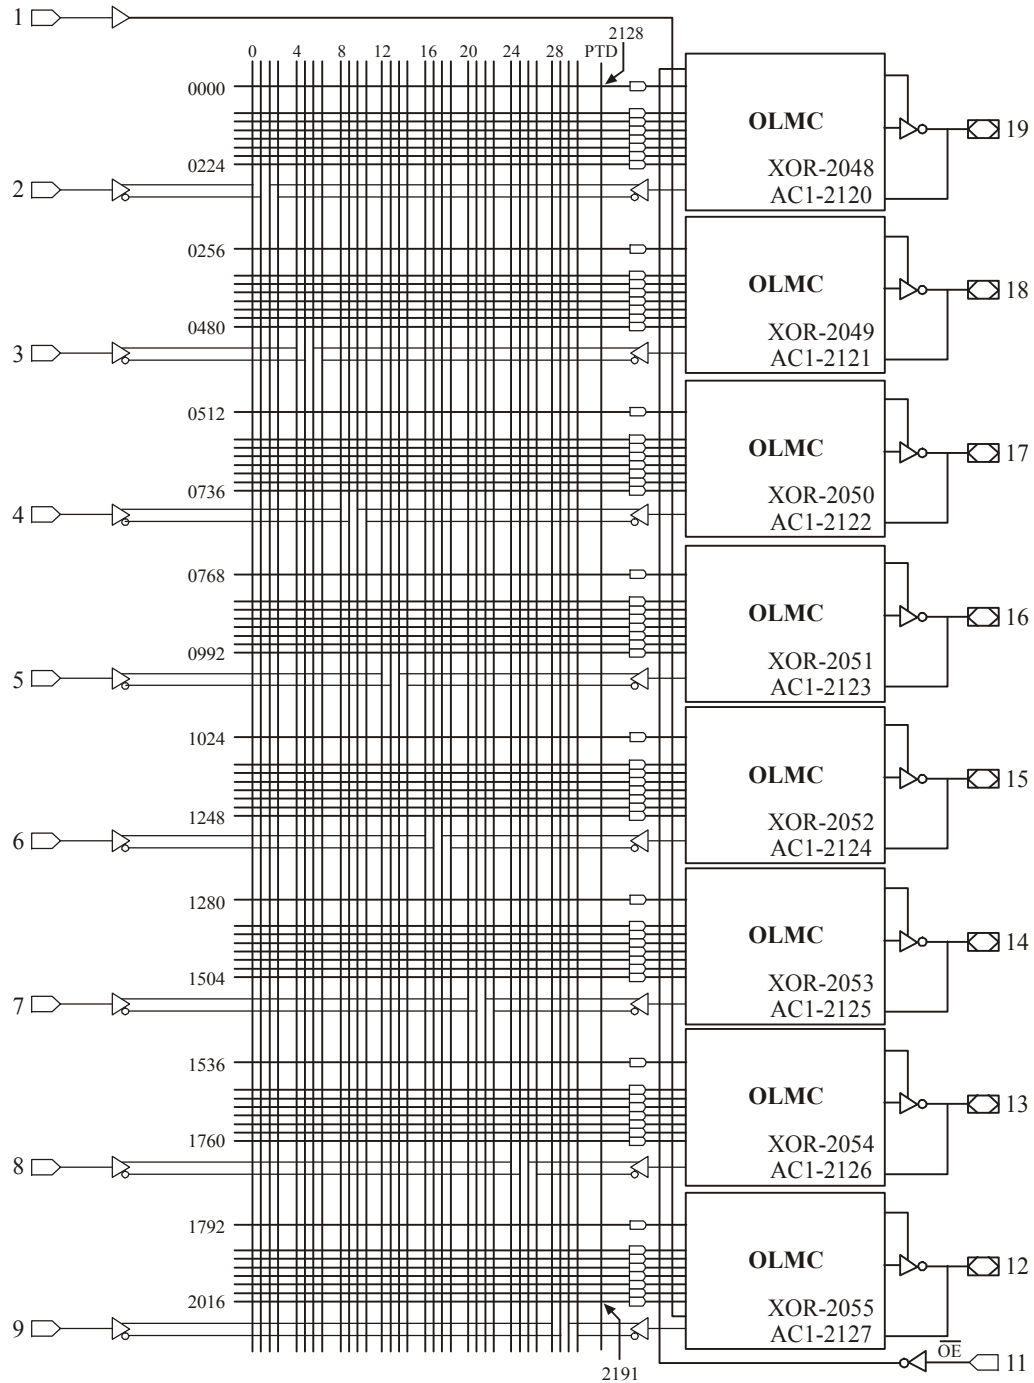 1
2128
0 4 8 12 16 20 24 28 PTD
0000
OLMC
19
0224
XOR-2048
2
AC1-2120
0256
OLMC
18
0480
XOR-2049
3
AC1-2121
0512
OLMC
17
0736
XOR-2050
4
AC1-2122
0768
OLMC
16
0992
XOR-2051
5
AC1-2123
1024
OLMC
15
1248
XOR-2052
6
AC1-2124
1280
OLMC
14
1504
XOR-2053
7
AC1-2125
1536
OLMC
13
1760
XOR-2054
8
AC1-2126
1792
OLMC
12
2016
XOR-2055
9
AC1-2127
OE
11
2191